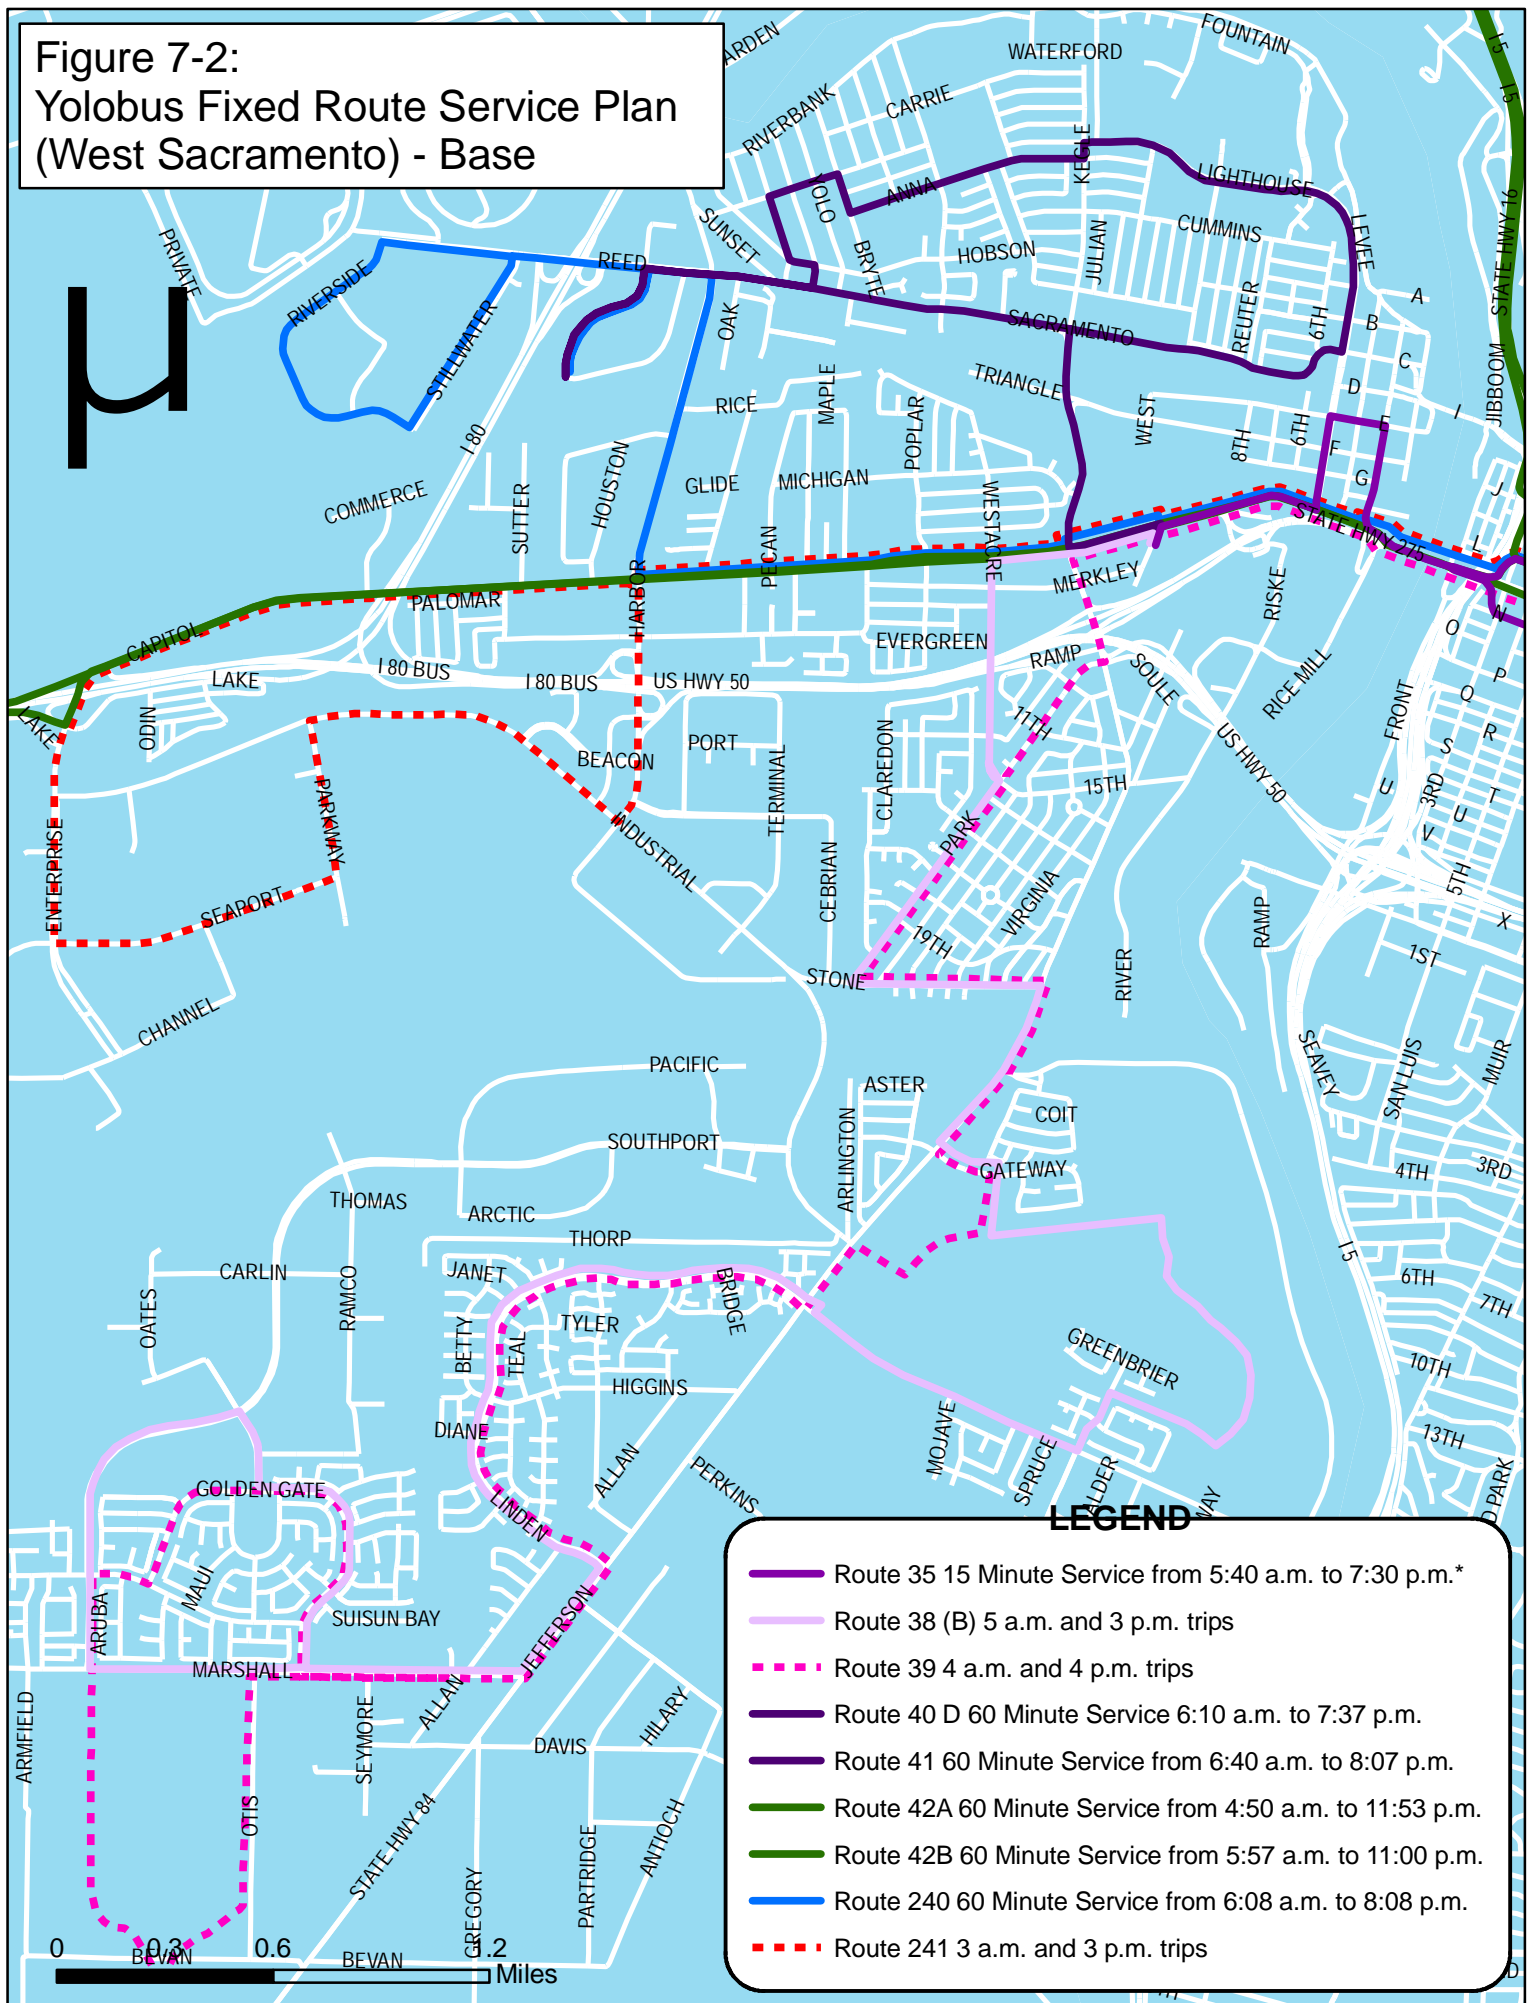 Figure 7-2:
Yolobus Fixed Route Service Plan
(West Sacramento) - Base
µ
ARDEN
FOUNTAIN
WATERFORD
I 5
I 5
CARRIE
RIVERBANK
KEGLE
LIGHTHOUSE
ANNA
YOLO
STATE HWY 16
SUNSET
CUMMINS
LEVEE
PRIVATE
BRYTE
HOBSON
JULIAN
REED
RIVERSIDE
A
STILLWATER
OAK
SACRAMENTO
REUTER
6TH
B
C
JIBBOOM
TRIANGLE
D
MAPLE
RICE
POPLAR
WEST
8TH
6TH
E
I
I 80
F
G
HOUSTON
GLIDE
MICHIGAN
WESTACRE
COMMERCE
SUTTER
J
STATE HWY 275
L
PECAN
MERKLEY
RISKE
PALOMAR
HARBOR
N
CAPITOL
EVERGREEN
O
I 80 BUS
I 80 BUS
US HWY 50
RAMP
SOULE
RICE MILL
P
LAKE
Q
LAKE
ODIN
11TH
FRONT
R
PORT
BEACON
CLAREDON
US HWY 50
S
TERMINAL
15TH
U
3RD
T
PARKWAY
INDUSTRIAL
PARK
V
U
ENTERPRISE
CEBRIAN
VIRGINIA
5TH
SEAPORT
RAMP
X
19TH
1ST
STONE
RIVER
CHANNEL
SEAVEY
SAN LUIS
MUIR
PACIFIC
ASTER
COIT
ARLINGTON
SOUTHPORT
GATEWAY
4TH
3RD
THOMAS
ARCTIC
THORP
I 5
CARLIN
JANET
BRIDGE
6TH
OATES
RAMCO
7TH
BETTY
TEAL
TYLER
GREENBRIER
10TH
HIGGINS
DIANE
MOJAVE
13TH
ALLAN
PERKINS
SPRUCE
ALDER
GOLDEN GATE
LINDEN
WAY
D PARK
MAUI
ARUBA
SUISUN BAY
JEFFERSON
MARSHALL
ARMFIELD
SEYMORE
ALLAN
HILARY
DAVIS
OTIS
STATE HWY 84
PARTRIDGE
ANTIOCH
GREGORY
BEVAN
BEVAN
0 0.3 0.6 1.2
Miles
LEGEND
Route 35 15 Minute Service from 5:40 a.m. to 7:30 p.m.*
Route 38 (B) 5 a.m. and 3 p.m. trips
Route 39 4 a.m. and 4 p.m. trips
Route 40 D 60 Minute Service 6:10 a.m. to 7:37 p.m.
Route 41 60 Minute Service from 6:40 a.m. to 8:07 p.m.
Route 42A 60 Minute Service from 4:50 a.m. to 11:53 p.m.
Route 42B 60 Minute Service from 5:57 a.m. to 11:00 p.m.
Route 240 60 Minute Service from 6:08 a.m. to 8:08 p.m.
Route 241 3 a.m. and 3 p.m. trips